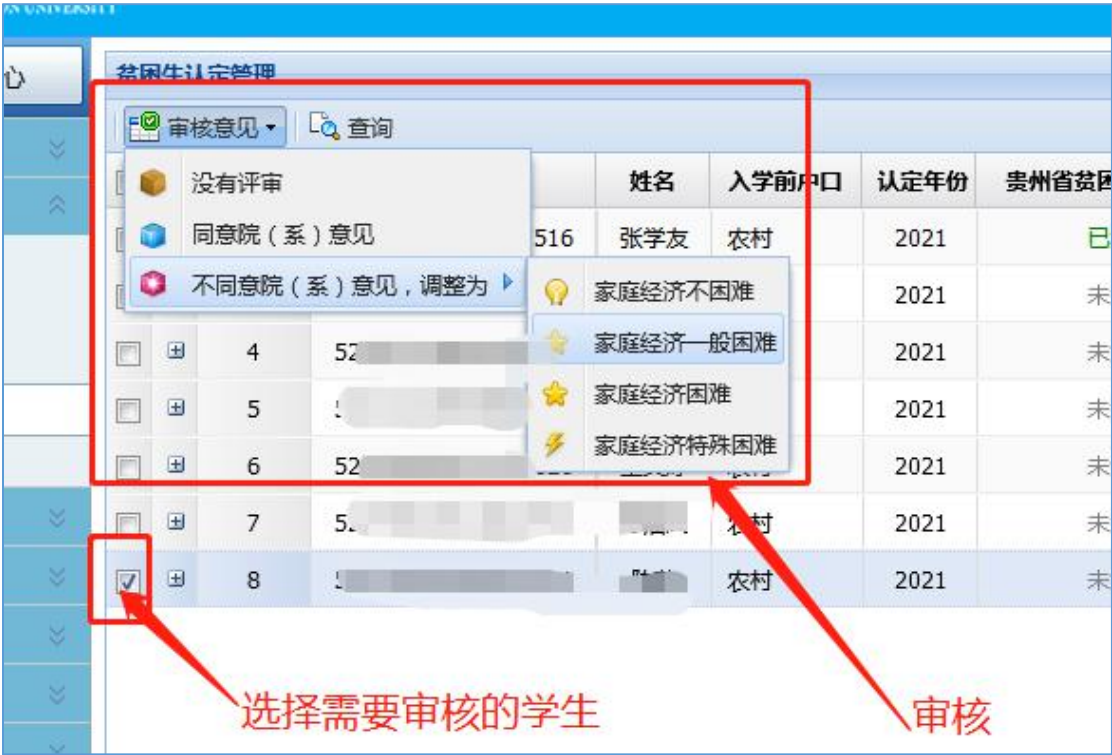 心
贫困生认定管理
审核意见 查询
没有评审
同意院（系）意见
不同意院（系）意见，调整为
家庭经济不困难
家庭经济一般困难
家庭经济困难
家庭经济特殊困难
姓名 入学前户口 认定年份 贵州省贫困
516 张学友 农村 2021 已
2021 未
4 52 2021 未
5 2021 未
6 52 2021 未
7 5 农村 2021 未
8 农村 2021 未
选择需要审核的学生
审核